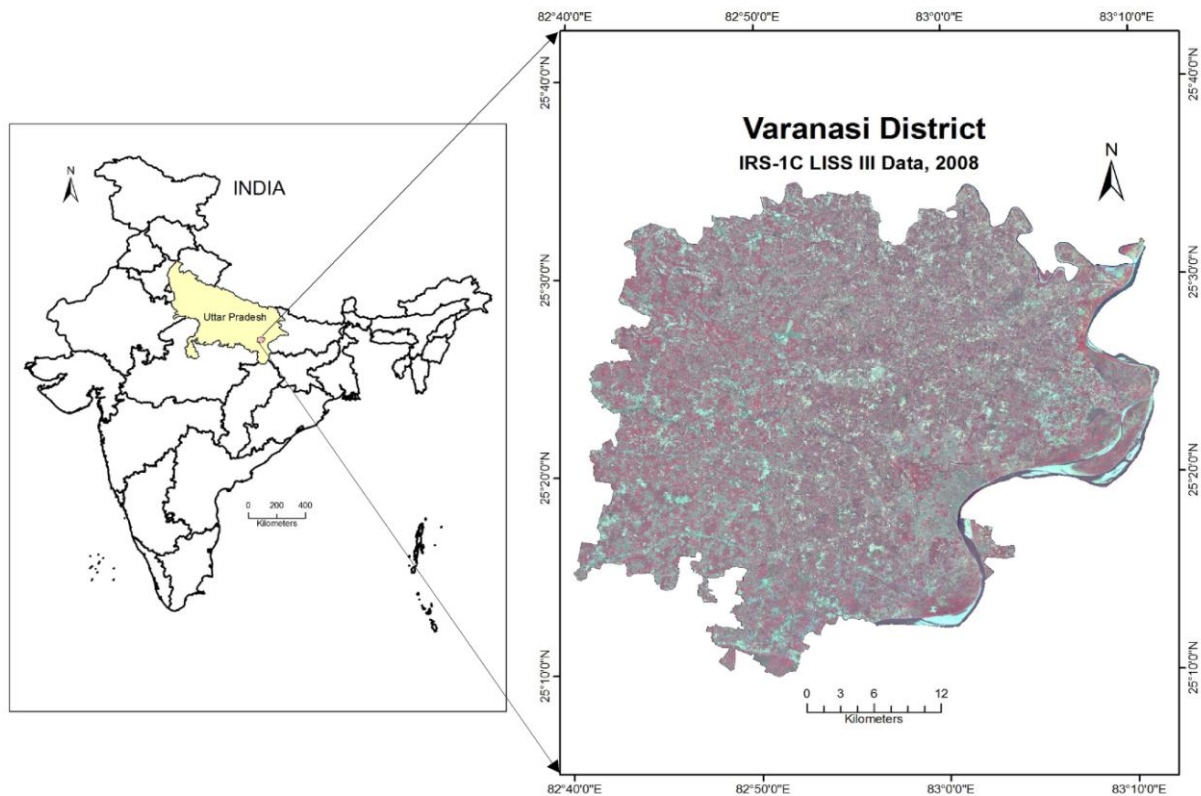 N
INDIA
Uttar Pradesh
0 200 400
Kilometers
82°40'0"E 82°50'0"E 83°0'0"E 83°10'0"E
25°40'0"N 25°40'0"N
Varanasi District
IRS-1C LISS III Data, 2008
N
25°30'0"N 25°30'0"N
25°20'0"N 25°20'0"N
25°10'0"N 25°10'0"N
0 3 6 12
Kilometers
82°40'0"E 82°50'0"E 83°0'0"E 83°10'0"E